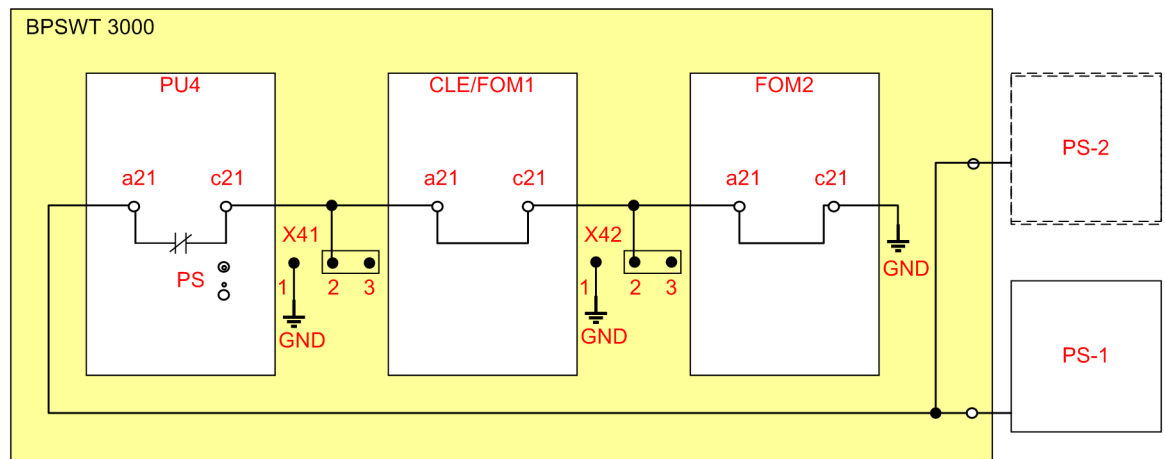 BPSWT 3000
PU4
CLE/FOM1
FOM2
PS-2
a21
c21
a21
c21
a21
c21
X41
X42
PS
1
2
3
1
2
3
GND
GND
GND
PS-1